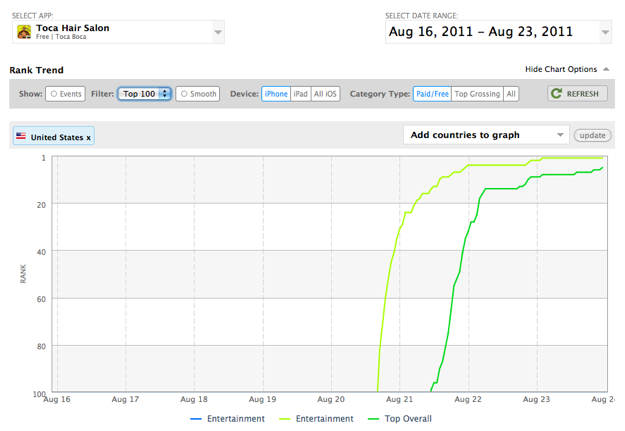 SELECT APP:
SELECT DATE RANGE:
Toca Hair Salon
Free | Toca Boca
Aug 16, 2011 – Aug 23, 2011
Rank Trend
Hide Chart Options
Show: Events Filter: Top 100 Smooth Device: iPhone iPad All iOS Category Type: Paid/Free Top Grossing All REFRESH
United States x
Add countries to graph
update
1
20
40
60
80
100
RANK
Aug 16 Aug 17 Aug 18 Aug 19 Aug 20 Aug 21 Aug 22 Aug 23 Aug 24
Entertainment Entertainment Top Overall